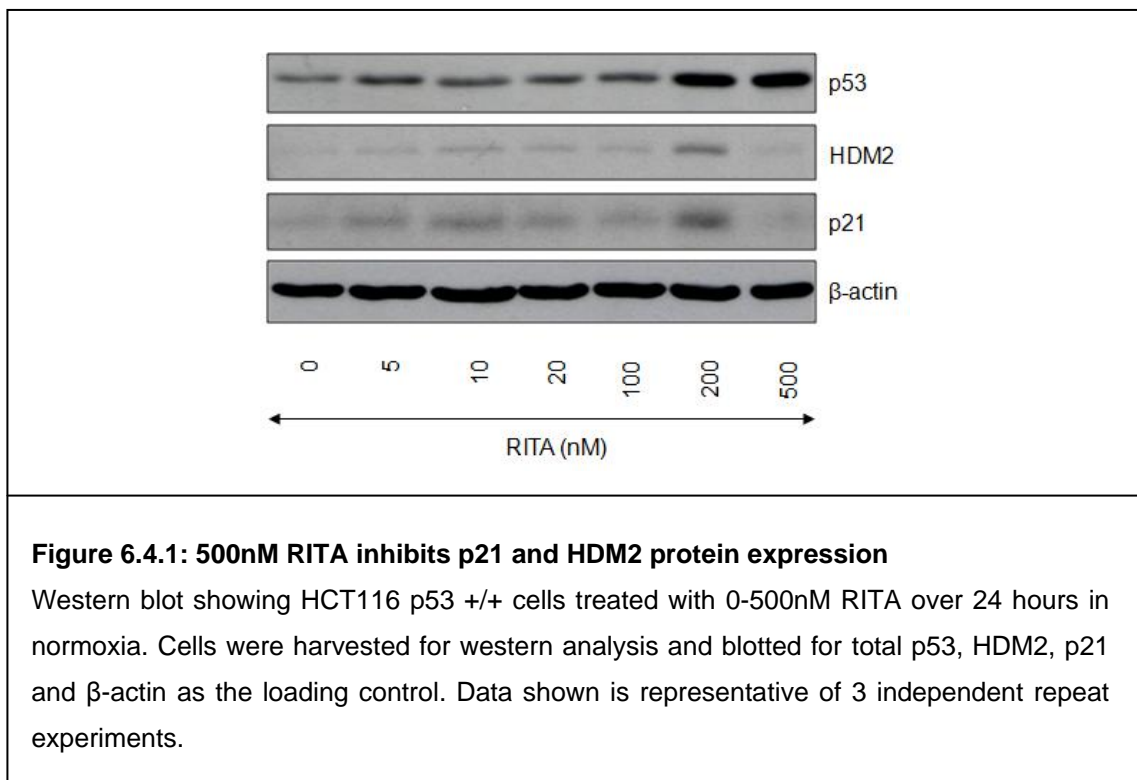 p53
HDM2
p21
β-actin
0 5 10 20 100 200 500
RITA (nM)
Figure 6.4.1: 500nM RITA inhibits p21 and HDM2 protein expression
Western blot showing HCT116 p53 +/+ cells treated with 0-500nM RITA over 24 hours in
normoxia. Cells were harvested for western analysis and blotted for total p53, HDM2, p21
and β-actin as the loading control. Data shown is representative of 3 independent repeat
experiments.